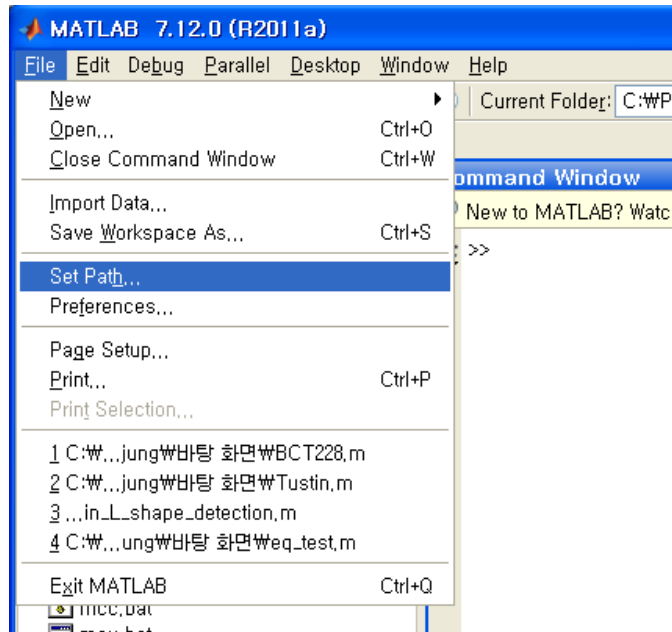 MATLAB 7.12.0 (R2011a)
File Edit Debug Parallel Desktop Window Help
New
Current Folder: C:₩P
Open... Ctrl+O
Close Command Window Ctrl+W
ommand Window
Import Data...
New to MATLAB? Watc
Save Workspace As... Ctrl+S
>>
Set Path...
Preferences...
Page Setup...
Print... Ctrl+P
Print Selection...
1 C:₩...jung₩바탕 화면₩BCT228.m
2 C:₩...jung₩바탕 화면₩Tustin.m
3 ...in_L_shape_detection.m
4 C:₩...ung₩바탕 화면₩eq_test.m
Exit MATLAB Ctrl+Q
mcc.bat